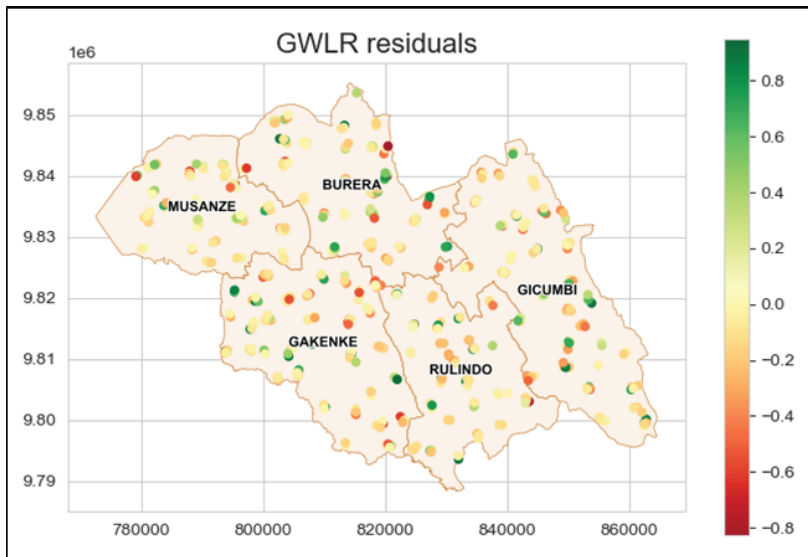 GWLR residuals
1e6
9.855
9.84
9.83
9.82
9.81
9.80
9.79
780000 800000 820000 840000 860000
MUSANZE
BURERA
GICUMBI
GAKENKE
RULINDO
0.8
0.6
0.4
0.2
0.0
−0.2
−0.4
−0.6
−0.8